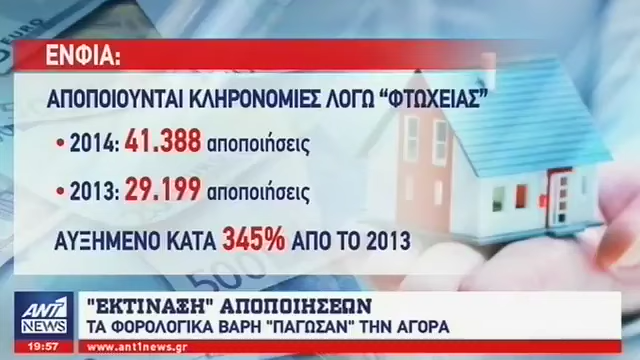 ΕΝΦΙΑ:
ΑΠΟΠΟΙΟΥΝΤΑΙ ΚΛΗΡΟΝΟΜΙΕΣ ΛΟΓΩ "ΦΤΩΧΕΙΑΣ"
• 2014: 41.388 αποποιήσεις
• 2013: 29.199 αποποιήσεις
ΑΥΞΗΜΕΝΟ ΚΑΤΑ 345% ΑΠΟ ΤΟ 2013
500
ANT1 NEWS
"ΕΚΤΙΝΑΞΗ" ΑΠΟΠΟΙΗΣΕΩΝ
ΤΑ ΦΟΡΟΛΟΓΙΚΑ ΒΑΡΗ "ΠΑΓΩΣΑΝ" ΤΗΝ ΑΓΟΡΑ
19:57 www.ant1news.gr